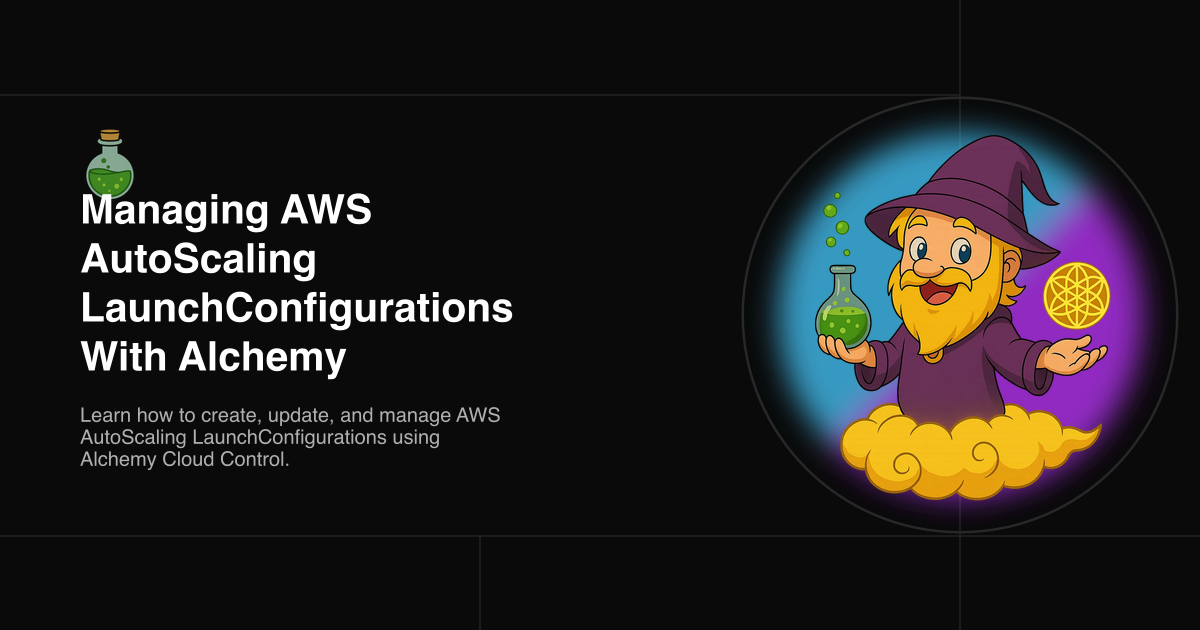 Managing AWS
AutoScaling
LaunchConfigurations
With Alchemy
Learn how to create, update, and manage AWS
AutoScaling LaunchConfigurations using
Alchemy Cloud Control.